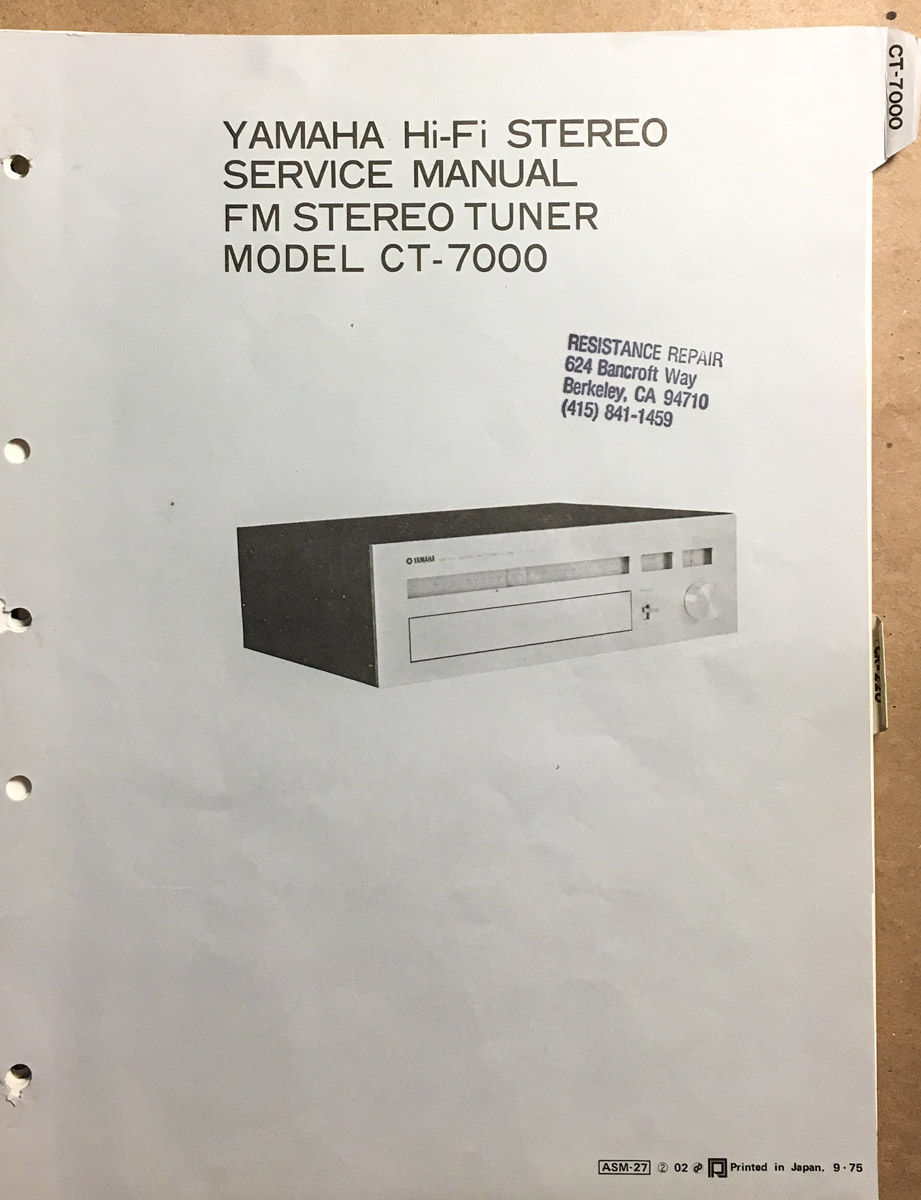 CT-7000
YAMAHA Hi-Fi STEREO
SERVICE MANUAL
FM STEREO TUNER
MODEL CT-7000
RESISTANCE REPAIR
624 Bancroft Way
Berkeley, CA 94710
(415) 841-1459
YAMAHA
ASM-27 ② 02 Printed in Japan. 9·75